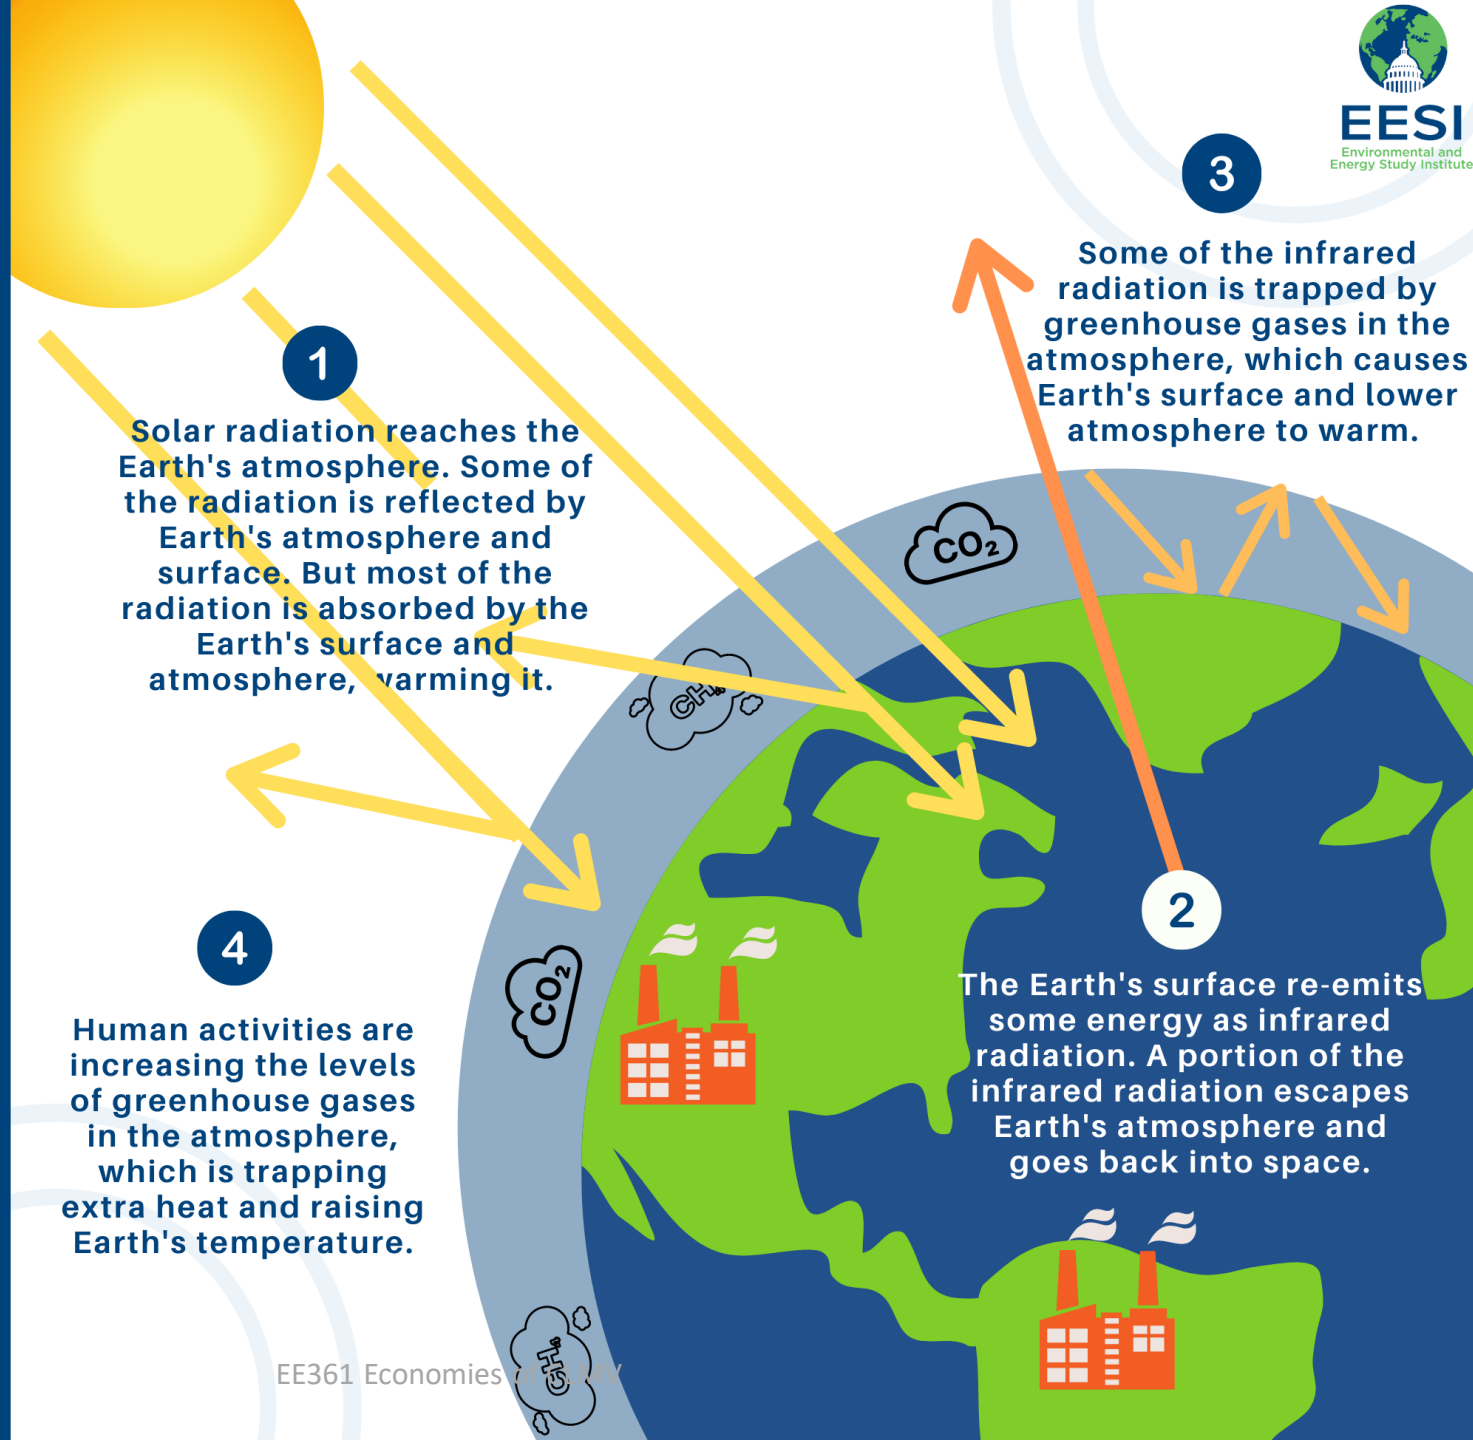 EESI
Environmental and
Energy Study Institute
1
Solar radiation reaches the
Earth's atmosphere. Some of
the radiation is reflected by
Earth's atmosphere and
surface. But most of the
radiation is absorbed by the
Earth's surface and
atmosphere, warming it.
2
The Earth's surface re-emits
some energy as infrared
radiation. A portion of the
infrared radiation escapes
Earth's atmosphere and
goes back into space.
3
Some of the infrared
radiation is trapped by
greenhouse gases in the
atmosphere, which causes
Earth's surface and lower
atmosphere to warm.
4
Human activities are
increasing the levels
of greenhouse gases
in the atmosphere,
which is trapping
extra heat and raising
Earth's temperature.
CO₂
CH₄
CO₂
CH₄
EE361 Economies of